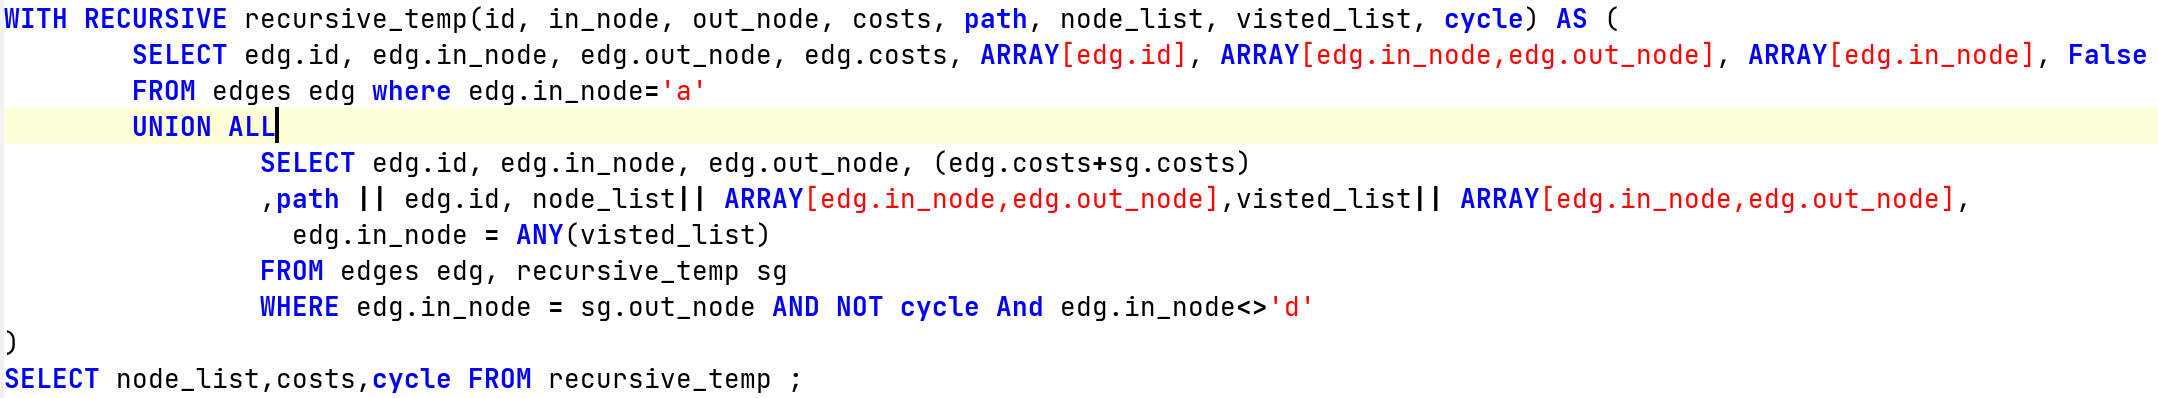 WITH RECURSIVE recursive_temp(id, in_node, out_node, costs, path, node_list, visted_list, cycle) AS (
SELECT edg.id, edg.in_node, edg.out_node, edg.costs, ARRAY[edg.id], ARRAY[edg.in_node,edg.out_node], ARRAY[edg.in_node], False
FROM edges edg where edg.in_node='a'
UNION ALL
SELECT edg.id, edg.in_node, edg.out_node, (edg.costs+sg.costs)
,path || edg.id, node_list|| ARRAY[edg.in_node,edg.out_node],visted_list|| ARRAY[edg.in_node,edg.out_node],
edg.in_node = ANY(visted_list)
FROM edges edg, recursive_temp sg
WHERE edg.in_node = sg.out_node AND NOT cycle And edg.in_node<>'d'
)
SELECT node_list,costs,cycle FROM recursive_temp ;